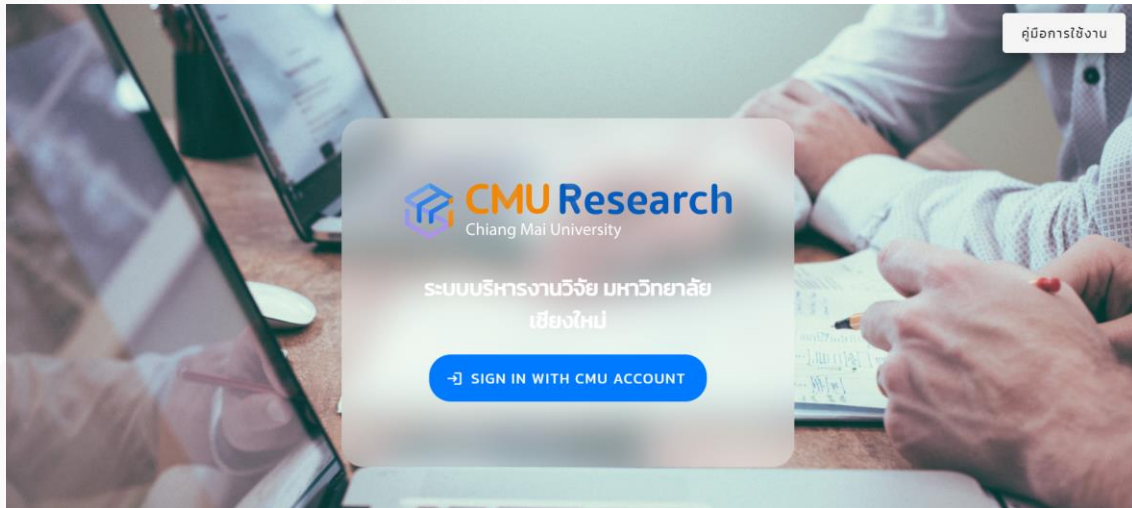 คู่มือการใช้งาน
CMU Research
Chiang Mai University
ระบบบริหารงานวิจัย มหาวิทยาลัย
เชียงใหม่
SIGN IN WITH CMU ACCOUNT